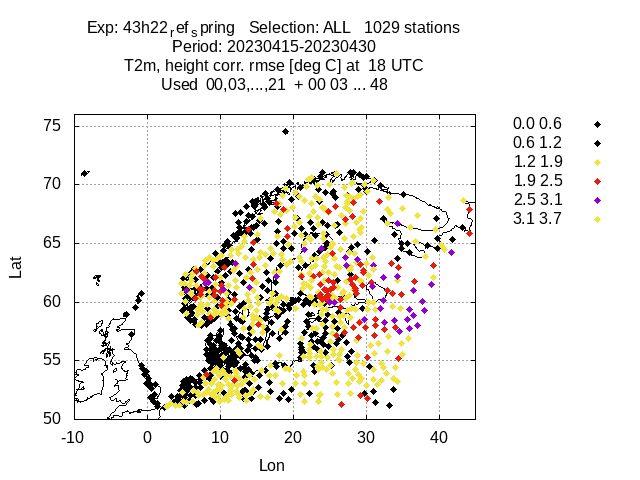 Exp: 43h22refspring Selection: ALL 1029 stations
Period: 20230415-20230430
T2m, height corr. rmse [deg C] at 18 UTC
Used 00,03,...,21 + 00 03 ... 48
0.0 0.6
0.6 1.2
1.2 1.9
1.9 2.5
2.5 3.1
3.1 3.7
75
70
65
60
55
50
Lat
-10 0 10 20 30 40
Lon